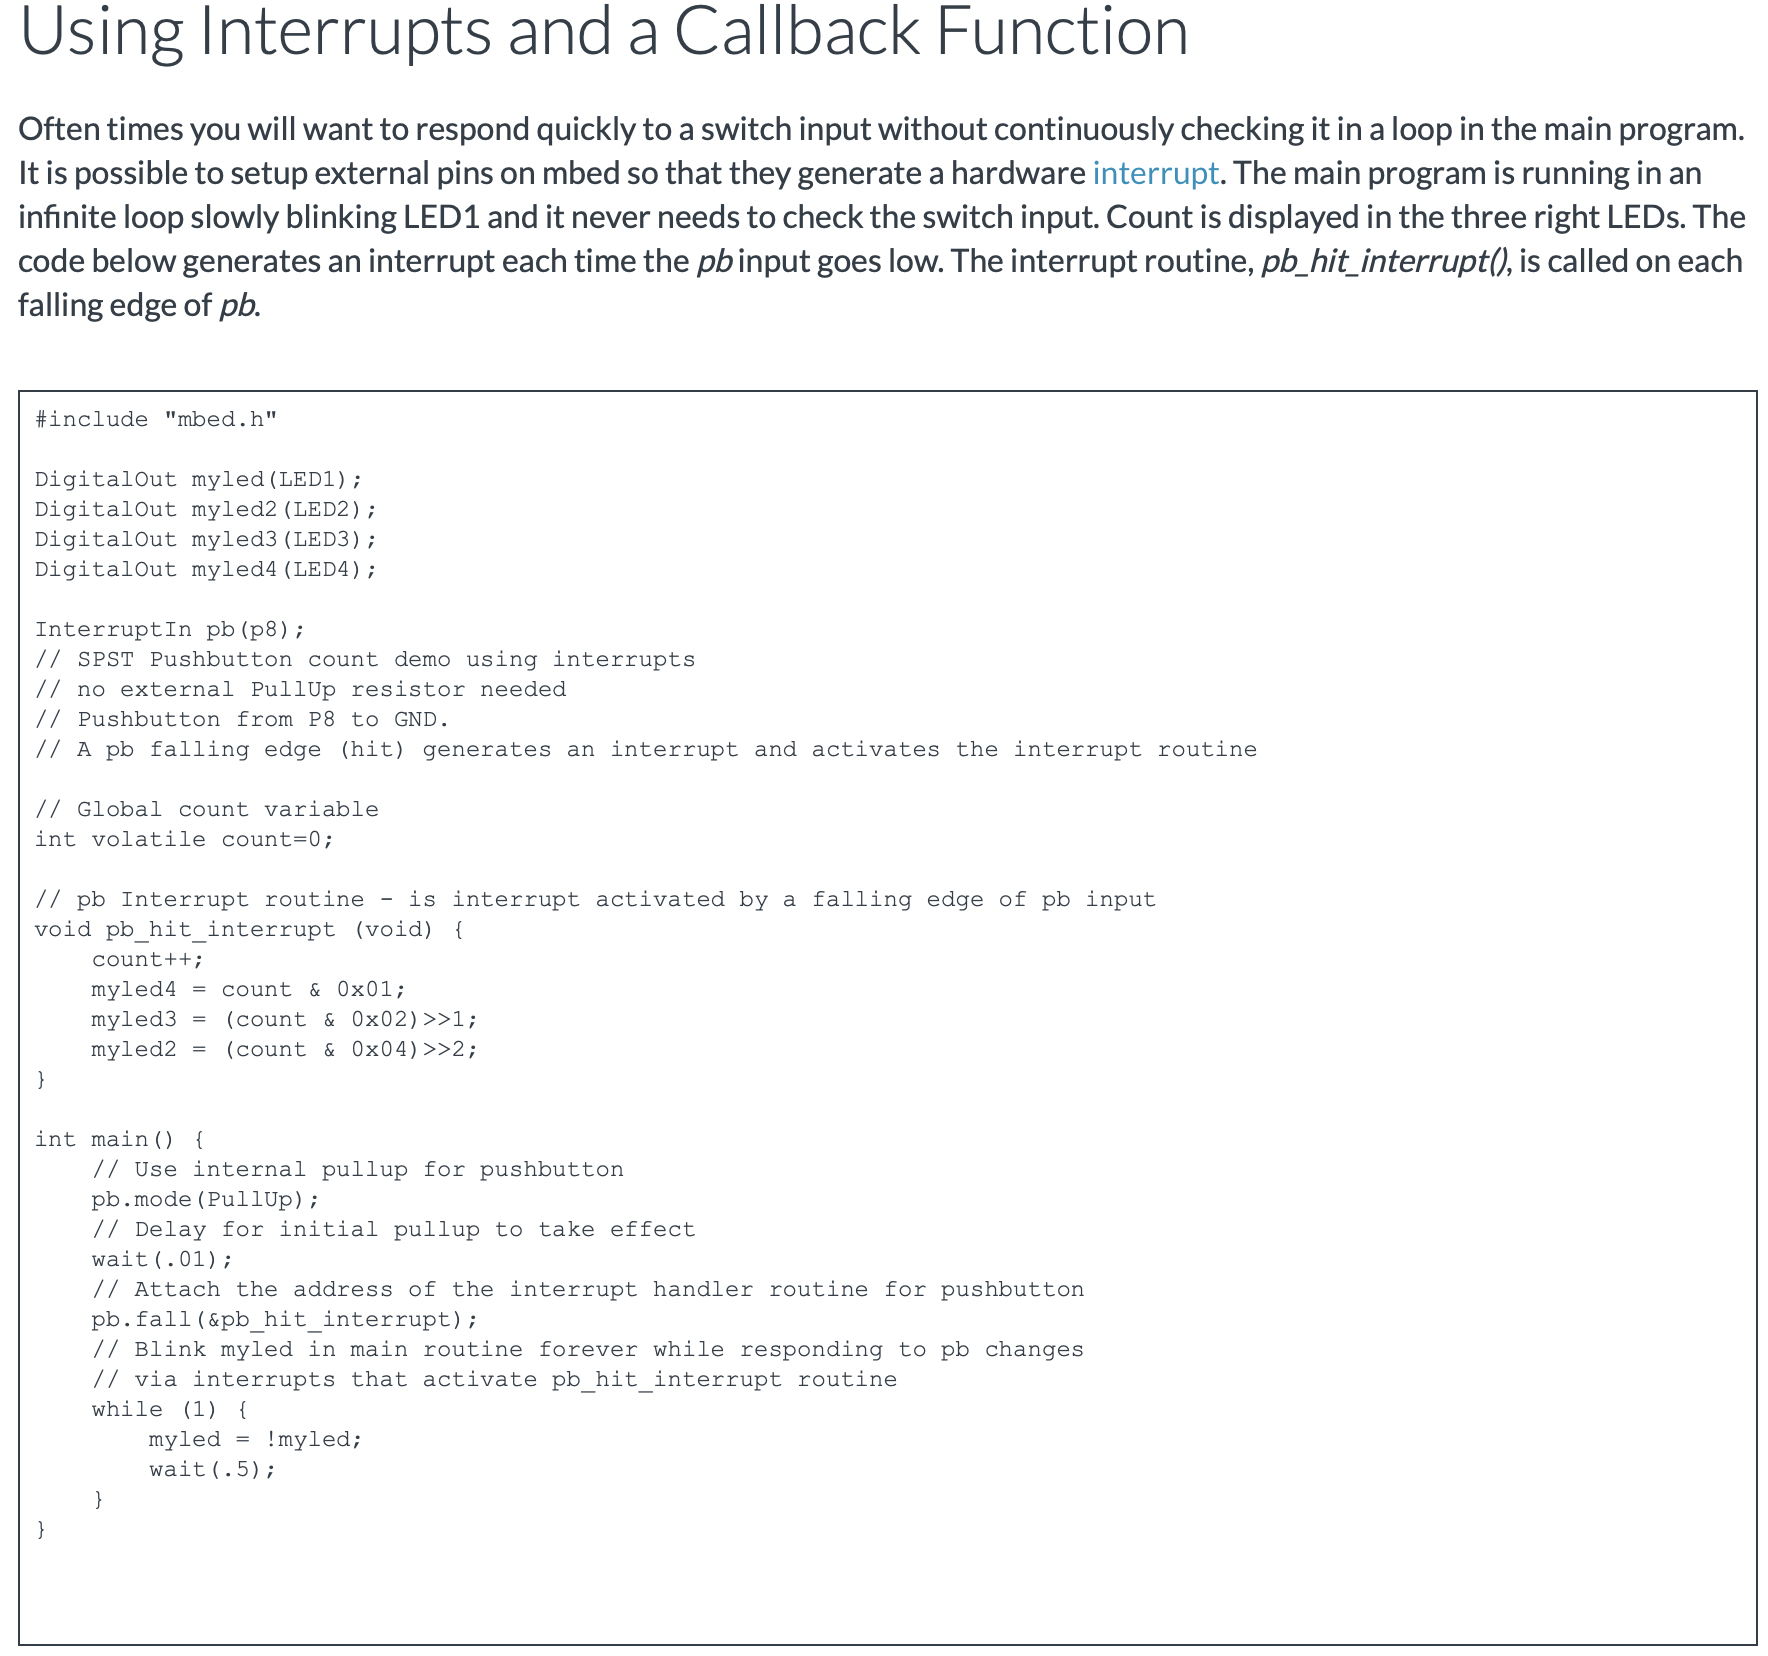 Using Interrupts and a Callback Function
Often times you will want to respond quickly to a switch input without continuously checking it in a loop in the main program.
It is possible to setup external pins on mbed so that they generate a hardware interrupt. The main program is running in an
infinite loop slowly blinking LED1 and it never needs to check the switch input. Count is displayed in the three right LEDs. The
code below generates an interrupt each time the pb input goes low. The interrupt routine, pb_hit_interrupt(), is called on each
falling edge of pb.
#include "mbed.h"
DigitalOut myled(LED1);
DigitalOut myled2(LED2);
DigitalOut myled3(LED3);
DigitalOut myled4(LED4);
InterruptIn pb(p8);
// SPST Pushbutton count demo using interrupts
// no external PullUp resistor needed
// Pushbutton from P8 to GND.
// A pb falling edge (hit) generates an interrupt and activates the interrupt routine
// Global count variable
int volatile count=0;
// pb Interrupt routine - is interrupt activated by a falling edge of pb input
void pb_hit_interrupt (void) {
    count++;
    myled4 = count & 0x01;
    myled3 = (count & 0x02)>>1;
    myled2 = (count & 0x04)>>2;
}
int main() {
    // Use internal pullup for pushbutton
    pb.mode(PullUp);
    // Delay for initial pullup to take effect
    wait(.01);
    // Attach the address of the interrupt handler routine for pushbutton
    pb.fall(&pb_hit_interrupt);
    // Blink myled in main routine forever while responding to pb changes
    // via interrupts that activate pb_hit_interrupt routine
    while (1) {
        myled = !myled;
        wait(.5);
    }
}